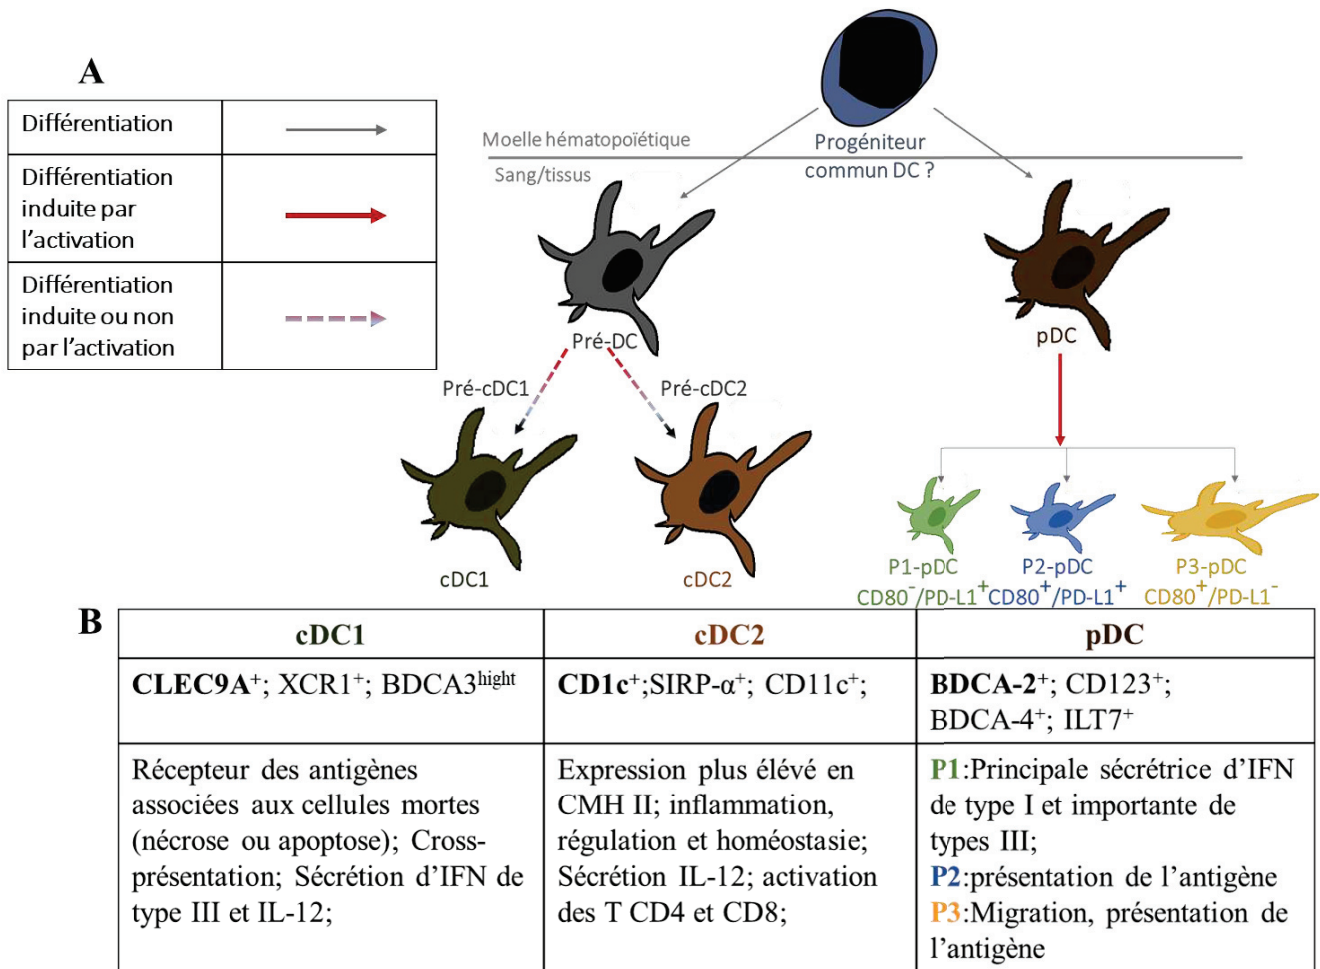 A
Différentiation
Différentiation
induite par
l'activation
Différentiation
induite ou non
par l'activation
Moelle hématopoïétique
Sang/tissus
Progéniteur
commun DC ?
Pré-DC
pDC
Pré-cDC1
Pré-cDC2
cDC1
cDC2
P1-pDC
CD80⁻/PD-L1⁺
P2-pDC
CD80⁺/PD-L1⁺
P3-pDC
CD80⁺/PD-L1⁻
B
cDC1
cDC2
pDC
CLEC9A⁺; XCR1⁺; BDCA3ʰⁱᵍʰᵗ
CD1c⁺;SIRP-α⁺; CD11c⁺;
BDCA-2⁺; CD123⁺;
BDCA-4⁺; ILT7⁺
Récepteur des antigènes
associées aux cellules mortes
(nécrose ou apoptose); Cross-
présentation; Sécrétion d'IFN de
type III et IL-12;
Expression plus élévé en
CMH II; inflammation,
régulation et homéostasie;
Sécrétion IL-12; activation
des T CD4 et CD8;
P1:Principale sécrétrice d'IFN
de type I et importante de
types III;
P2:présentation de l'antigène
P3:Migration, présentation de
l'antigène